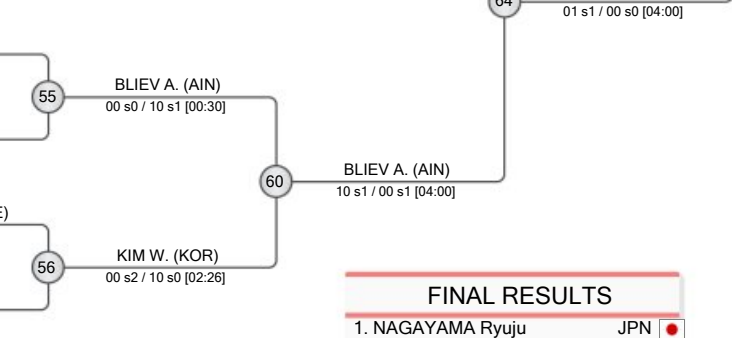 64
01 s1 / 00 s0 [04:00]
BLIEV A. (AIN)
55
00 s0 / 10 s1 [00:30]
BLIEV A. (AIN)
60
10 s1 / 00 s1 [04:00]
KIM W. (KOR)
56
00 s2 / 10 s0 [02:26]
FINAL RESULTS
1. NAGAYAMA Ryuju JPN